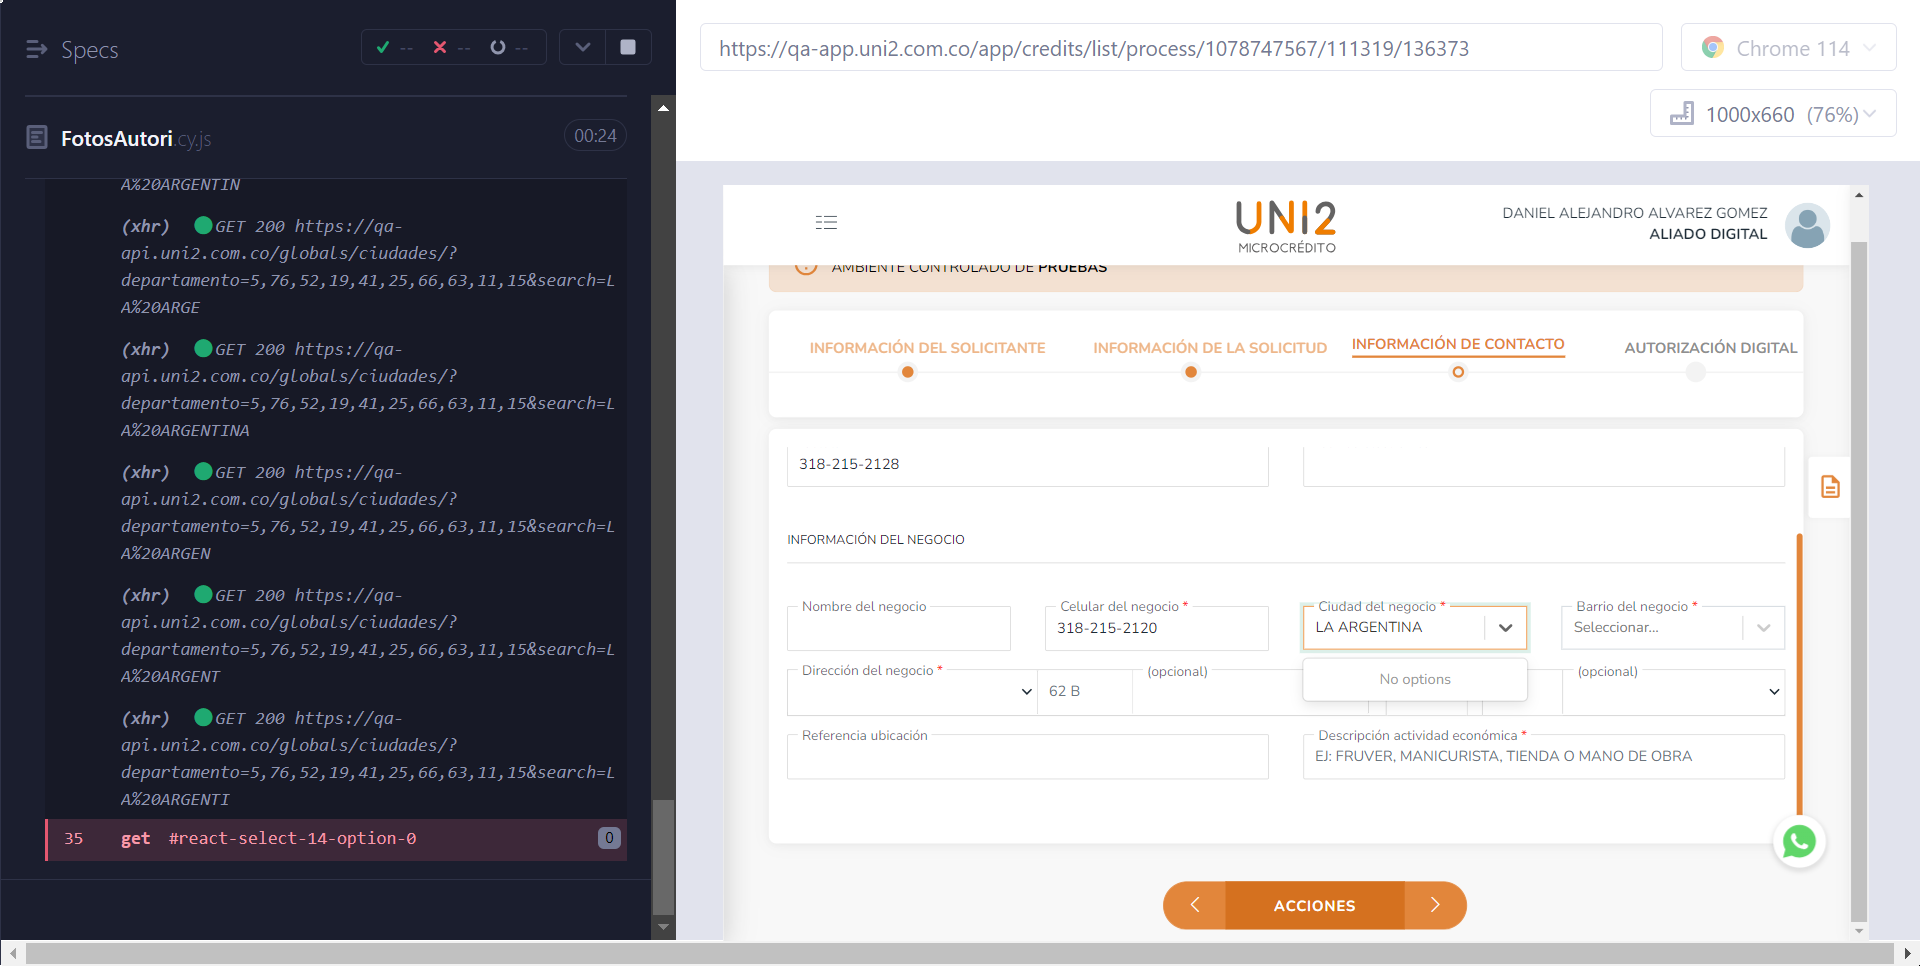 Specs
-- -- --
FotosAutori.cy.js
00:24
A%20ARGENTIN
(xhr) GET 200 https://qa-
api.uni2.com.co/globals/ciudades/?
departamento=5,76,52,19,41,25,66,63,11,15&search=L
A%20ARGE
(xhr) GET 200 https://qa-
api.uni2.com.co/globals/ciudades/?
departamento=5,76,52,19,41,25,66,63,11,15&search=L
A%20ARGENTINA
(xhr) GET 200 https://qa-
api.uni2.com.co/globals/ciudades/?
departamento=5,76,52,19,41,25,66,63,11,15&search=L
A%20ARGEN
(xhr) GET 200 https://qa-
api.uni2.com.co/globals/ciudades/?
departamento=5,76,52,19,41,25,66,63,11,15&search=L
A%20ARGENT
(xhr) GET 200 https://qa-
api.uni2.com.co/globals/ciudades/?
departamento=5,76,52,19,41,25,66,63,11,15&search=L
A%20ARGENTI
35 get #react-select-14-option-0 0
https://qa-app.uni2.com.co/app/credits/list/process/1078747567/111319/136373
Chrome 114
1000x660 (76%)
UNI2
MICROCRÉDITO
DANIEL ALEJANDRO ALVAREZ GOMEZ
ALIADO DIGITAL
AMBIENTE CONTROLADO DE PRUEBAS
INFORMACIÓN DEL SOLICITANTE
INFORMACIÓN DE LA SOLICITUD
INFORMACIÓN DE CONTACTO
AUTORIZACIÓN DIGITAL
318-215-2128
INFORMACIÓN DEL NEGOCIO
Nombre del negocio
Celular del negocio *
318-215-2120
Ciudad del negocio *
LA ARGENTINA
Barrio del negocio *
Seleccionar...
No options
Dirección del negocio *
62 B
(opcional)
(opcional)
Referencia ubicación
Descripción actividad económica *
EJ: FRUVER, MANICURISTA, TIENDA O MANO DE OBRA
ACCIONES